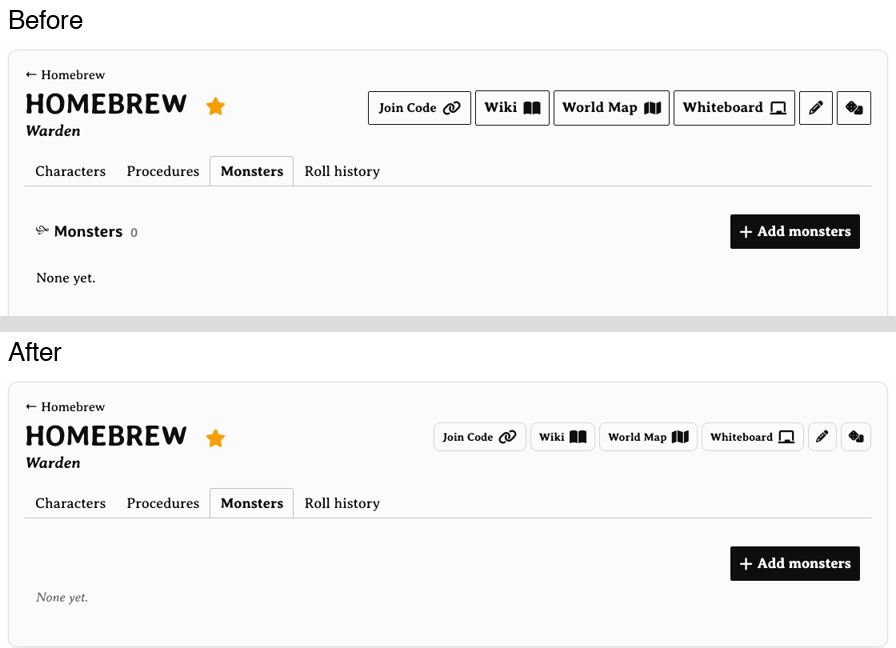 Before
← Homebrew
HOMEBREW
Join Code Wiki World Map Whiteboard
Warden
Characters Procedures Monsters Roll history
Monsters 0 + Add monsters
None yet.
After
← Homebrew
HOMEBREW
Join Code Wiki World Map Whiteboard
Warden
Characters Procedures Monsters Roll history
+ Add monsters
None yet.